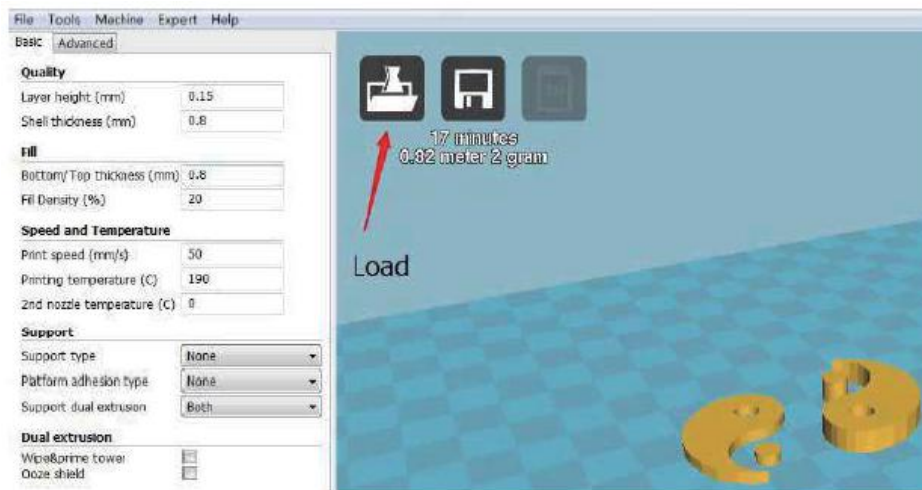 File Tools Machine Expert Help
Basic Advanced
Quality
Layer height (mm) 0.15
Shell thickness (mm) 0.8
Fill
Bottom/Top thickness (mm) 0.8
Fill Density (%) 20
Speed and Temperature
Print speed (mm/s) 50
Printing temperature (C) 190
2nd nozzle temperature (C) 0
Support
Support type None
Platform adhesion type None
Support dual extrusion Both
Dual extrusion
Wipe&prime tower
Ooze shield
17 minutes
0.82 meter 2 gram
Load